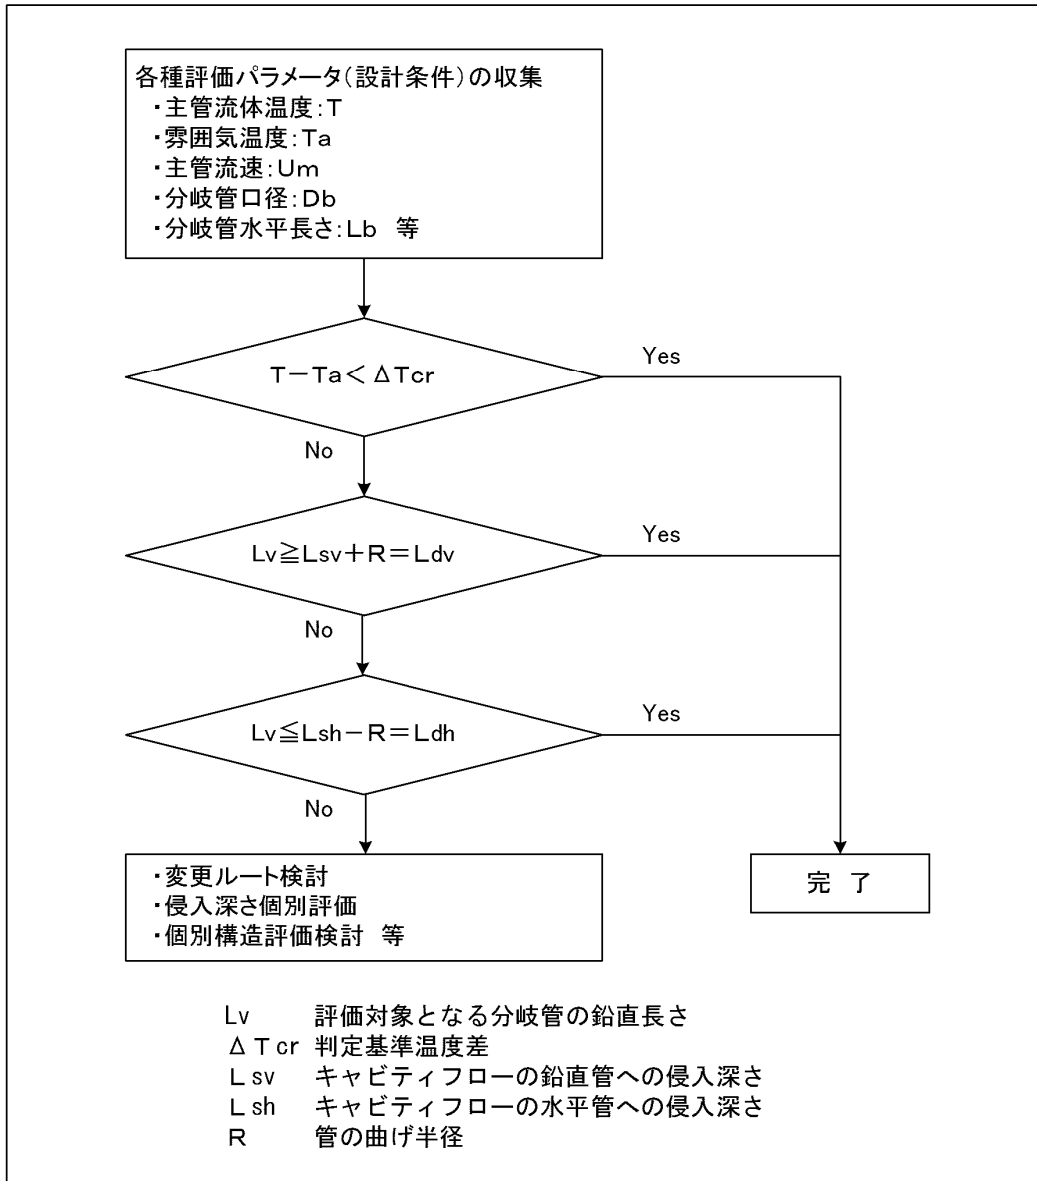 各種評価パラメータ(設計条件)の収集
・主管流体温度:T
・雰囲気温度:Ta
・主管流速:Um
・分岐管口径:Db
・分岐管水平長さ:Lb 等
T－Ta＜ΔTcr
Yes
No
Lv≧Lsv＋R＝Ldv
Yes
No
Lv≦Lsh－R＝Ldh
Yes
No
・変更ルート検討
・侵入深さ個別評価
・個別構造評価検討 等
完 了
Lv 評価対象となる分岐管の鉛直長さ
ΔTcr 判定基準温度差
Lsv キャビティフローの鉛直管への侵入深さ
Lsh キャビティフローの水平管への侵入深さ
R 管の曲げ半径